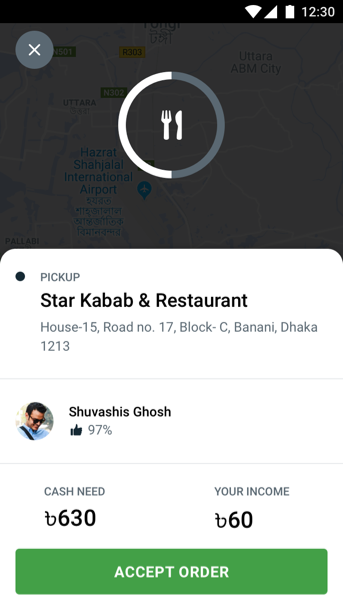 12:30
টঙ্গী
N501
R303
Uttara
ABM City
N302
UTTARA
Hazrat
Shahjalal
International
Airport
হযরত
শাহজালাল
আন্তর্জাতিক
বিমানবন্দর
PALLABI
PICKUP
Star Kabab & Restaurant
House-15, Road no. 17, Block- C, Banani, Dhaka
1213
Shuvashis Ghosh
97%
CASH NEED
YOUR INCOME
৳630
৳60
ACCEPT ORDER